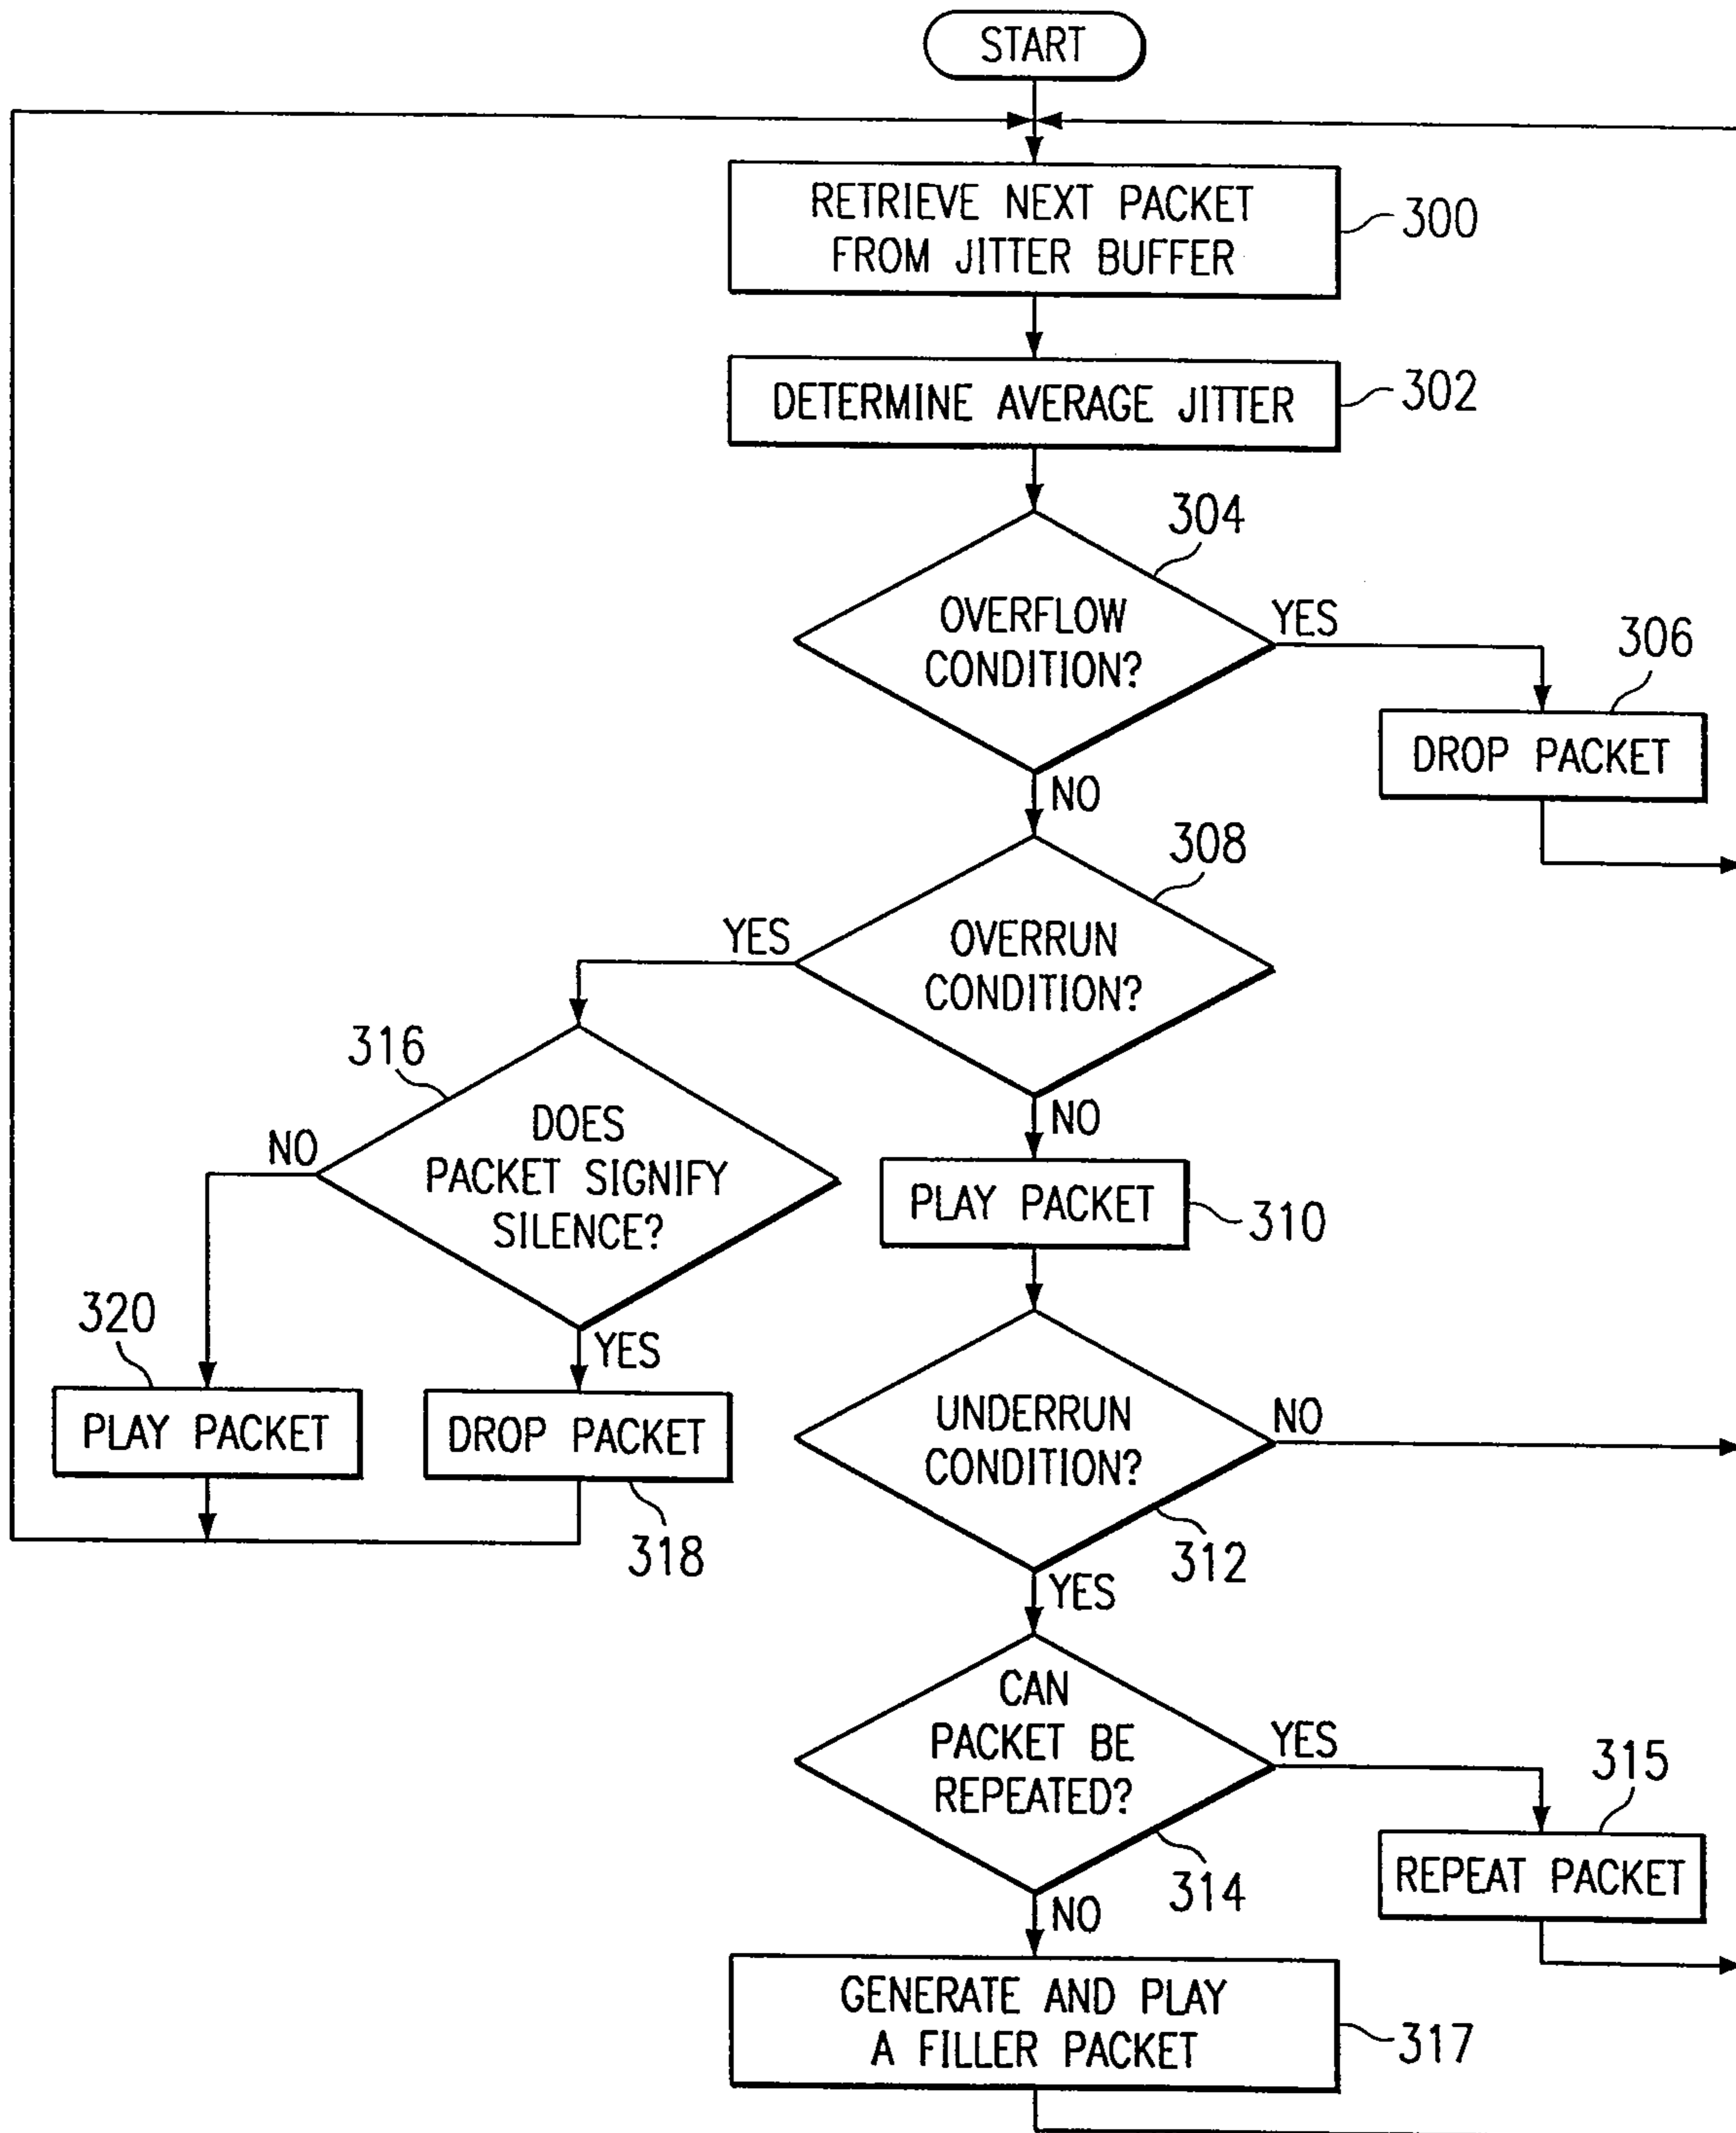 START
RETRIEVE NEXT PACKET
FROM JITTER BUFFER
300
DETERMINE AVERAGE JITTER
302
304
OVERFLOW
CONDITION?
YES
306
DROP PACKET
NO
308
YES
OVERRUN
CONDITION?
316
NO
DOES
PACKET SIGNIFY
SILENCE?
NO
PLAY PACKET
310
320
YES
PLAY PACKET
DROP PACKET
318
UNDERRUN
CONDITION?
NO
312
YES
CAN
PACKET BE
REPEATED?
YES
315
REPEAT PACKET
314
NO
GENERATE AND PLAY
A FILLER PACKET
317